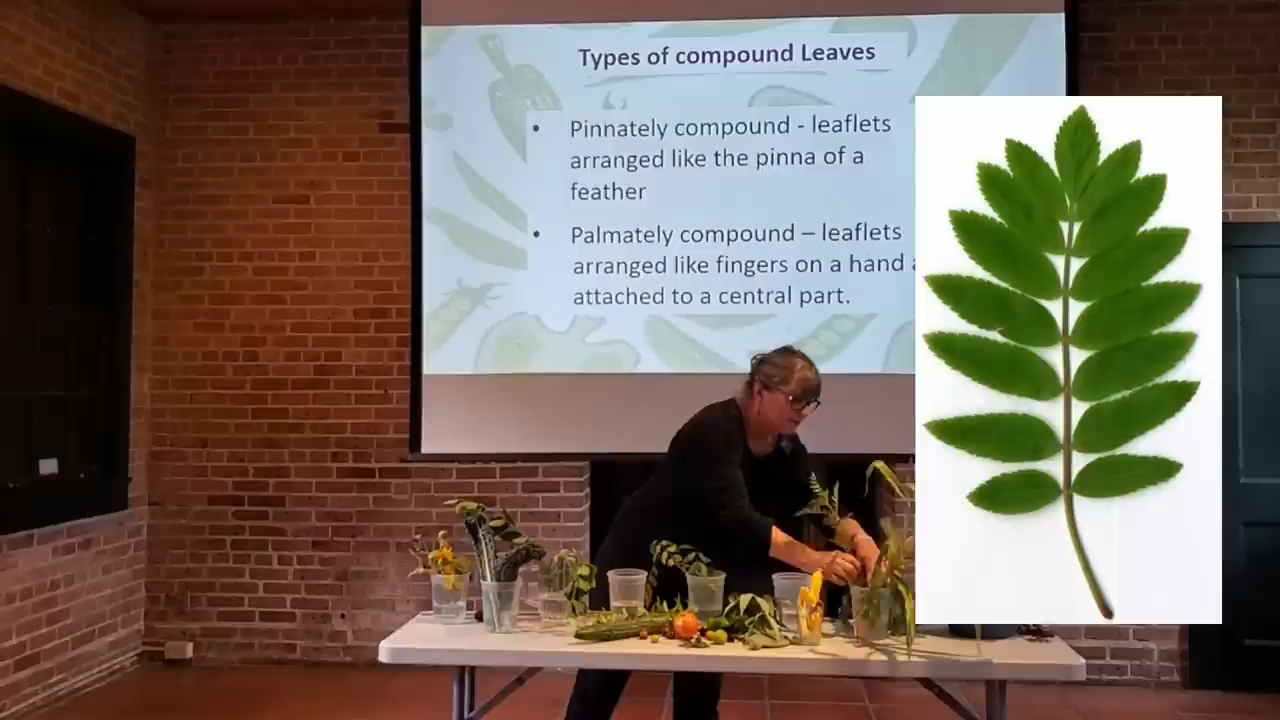 Types of compound Leaves
• Pinnately compound - leaflets
arranged like the pinna of a
feather
• Palmately compound – leaflets
arranged like fingers on a hand
attached to a central part.